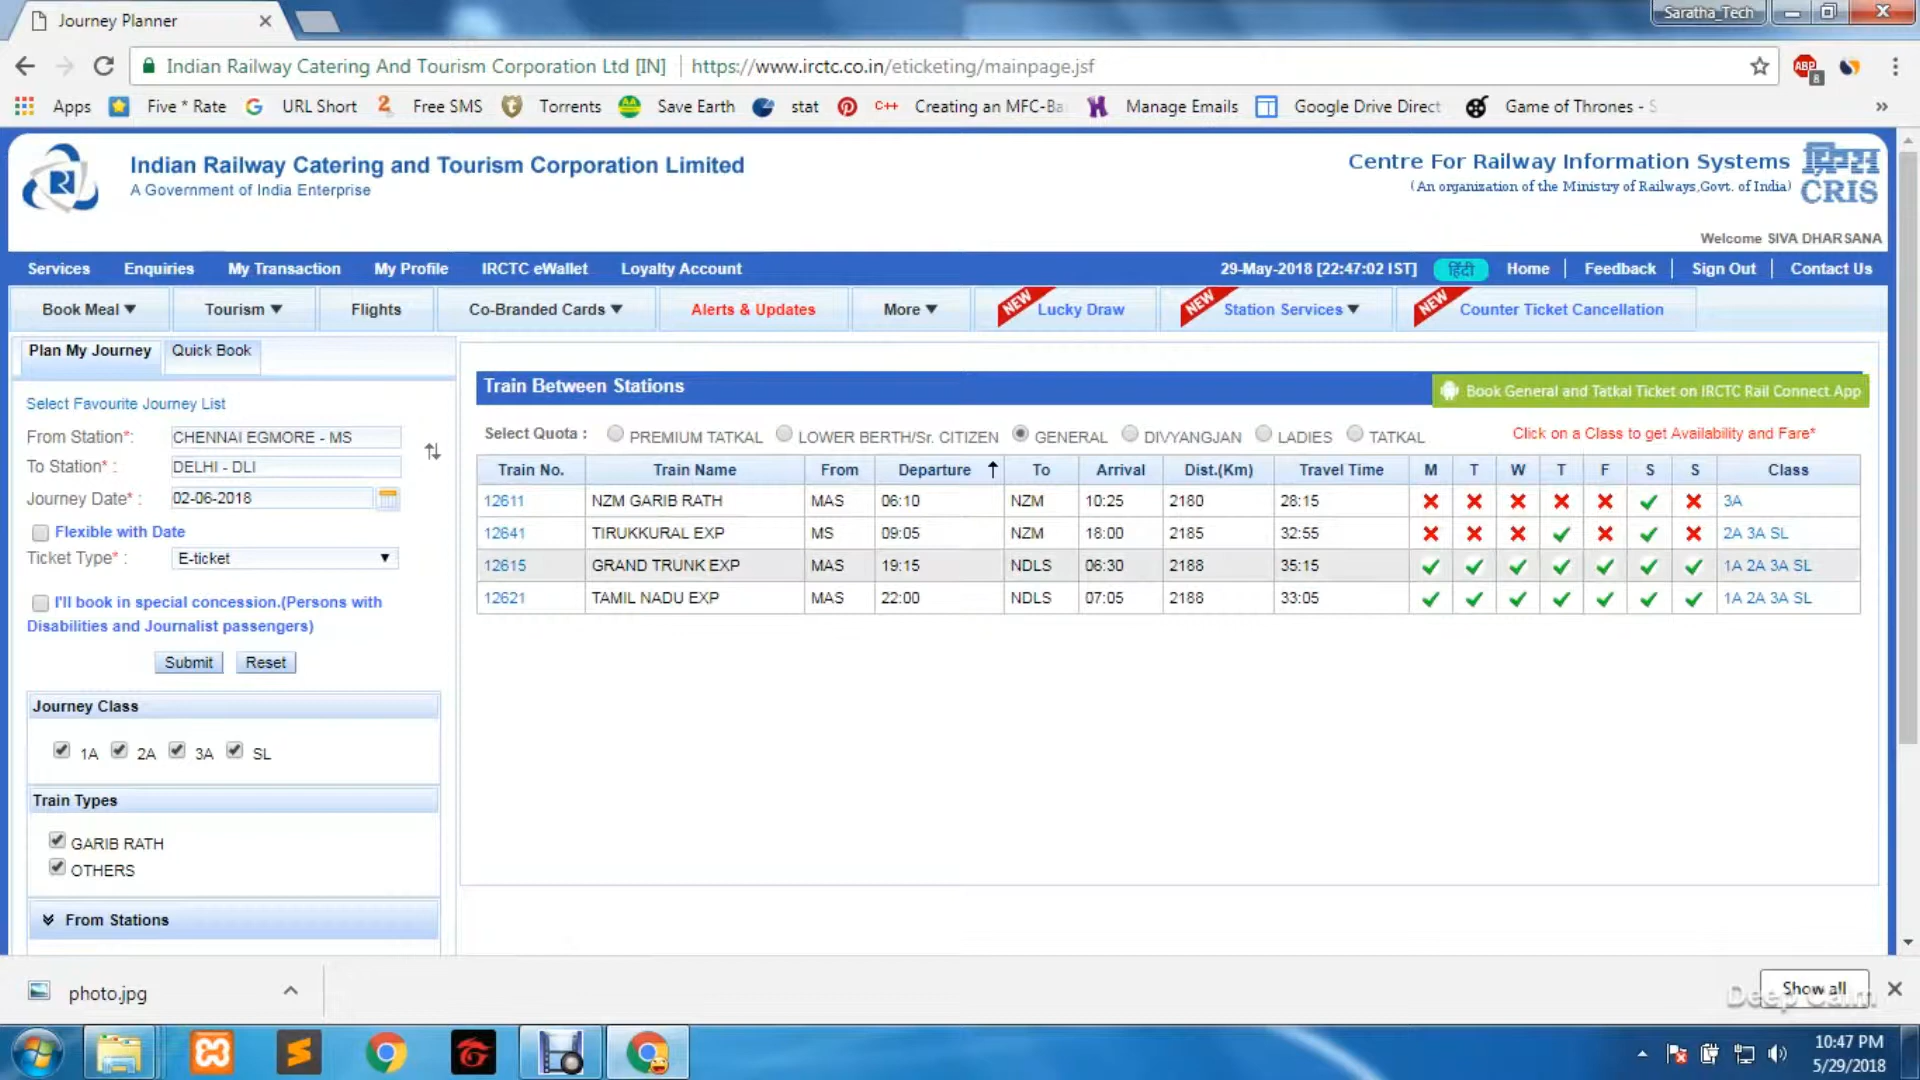 Journey Planner
Saratha_Tech
Indian Railway Catering And Tourism Corporation Ltd [IN] https://www.irctc.co.in/eticketing/mainpage.jsf
ABP 8
Apps Five * Rate URL Short Free SMS Torrents Save Earth stat C++ Creating an MFC-Ba Manage Emails Google Drive Direct Game of Thrones - S »
Indian Railway Catering and Tourism Corporation Limited
A Government of India Enterprise
Centre For Railway Information Systems
(An organization of the Ministry of Railways,Govt. of India)
क्रिस
CRIS
Welcome SIVA DHARSANA
Services Enquiries My Transaction My Profile IRCTC eWallet Loyalty Account 29-May-2018 [22:47:02 IST] हिंदी Home Feedback Sign Out Contact Us
Book Meal▼ Tourism▼ Flights Co-Branded Cards▼ Alerts & Updates More▼ NEW Lucky Draw NEW Station Services▼ NEW Counter Ticket Cancellation
Plan My Journey Quick Book
Train Between Stations
Book General and Tatkal Ticket on IRCTC Rail Connect App
Select Favourite Journey List
From Station*: CHENNAI EGMORE - MS
To Station* : DELHI - DLI
Journey Date* : 02-06-2018
Flexible with Date
Ticket Type* : E-ticket
I'll book in special concession.(Persons with
Disabilities and Journalist passengers)
Submit Reset
Journey Class
1A 2A 3A SL
Train Types
GARIB RATH
OTHERS
From Stations
Select Quota : PREMIUM TATKAL LOWER BERTH/Sr. CITIZEN GENERAL DIVYANGJAN LADIES TATKAL Click on a Class to get Availability and Fare*
Train No. Train Name From Departure To Arrival Dist.(Km) Travel Time M T W T F S S Class
12611 NZM GARIB RATH MAS 06:10 NZM 10:25 2180 28:15 ✗ ✗ ✗ ✗ ✗ ✓ ✗ 3A
12641 TIRUKKURAL EXP MS 09:05 NZM 18:00 2185 32:55 ✗ ✗ ✗ ✓ ✗ ✓ ✗ 2A 3A SL
12615 GRAND TRUNK EXP MAS 19:15 NDLS 06:30 2188 35:15 ✓ ✓ ✓ ✓ ✓ ✓ ✓ 1A 2A 3A SL
12621 TAMIL NADU EXP MAS 22:00 NDLS 07:05 2188 33:05 ✓ ✓ ✓ ✓ ✓ ✓ ✓ 1A 2A 3A SL
photo.jpg
Show all
Deep Calm
10:47 PM
5/29/2018